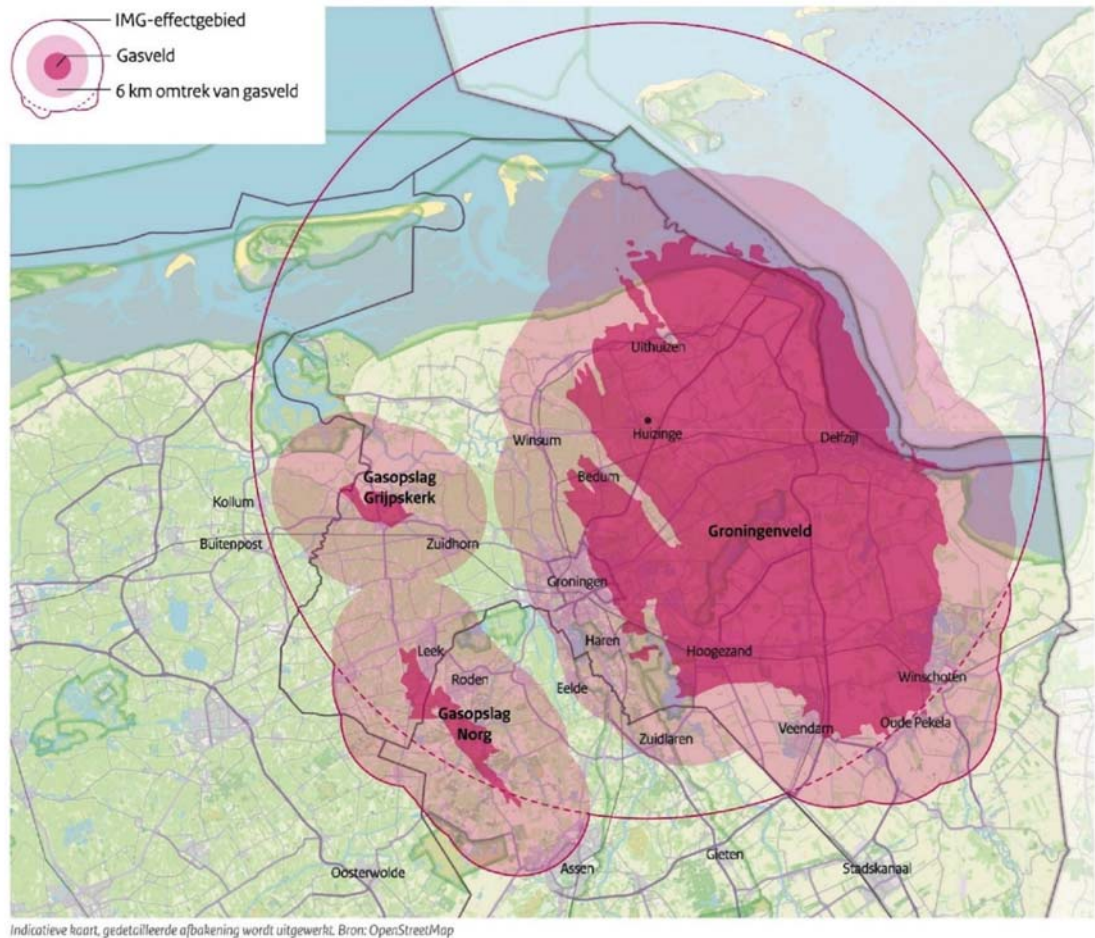 IMG-effectgebied
Gasveld
6 km omtrek van gasveld
Uithuizen
Huizinge
Winsum
Delfzijl
Bedum
Gasopslag
Grijpskerk
Kollum
Groningenveld
Buitenpost
Zuidhorn
Groningen
Haren
Leek
Hoogezand
Roden
Eelde
Winschoten
Gasopslag
Norg
Veendam
Oude Pekela
Zuidlaren
Gieten
Assen
Stadskanaal
Oosterwolde
Indicatieve kaart, gedetailleerde afbakening wordt uitgewerkt. Bron: OpenStreetMap